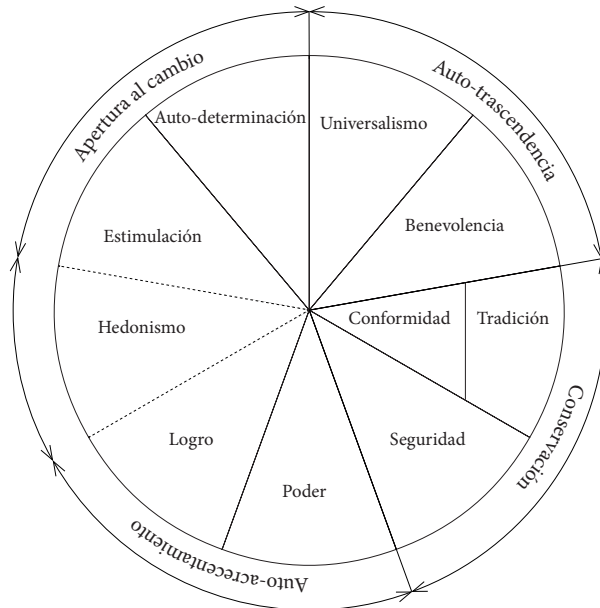 Apertura al cambio
Auto-trascendencia
Auto-determinación
Universalismo
Estimulación
Benevolencia
Hedonismo
Conformidad
Tradición
Logro
Seguridad
Poder
Conservación
Auto-acrecentamiento